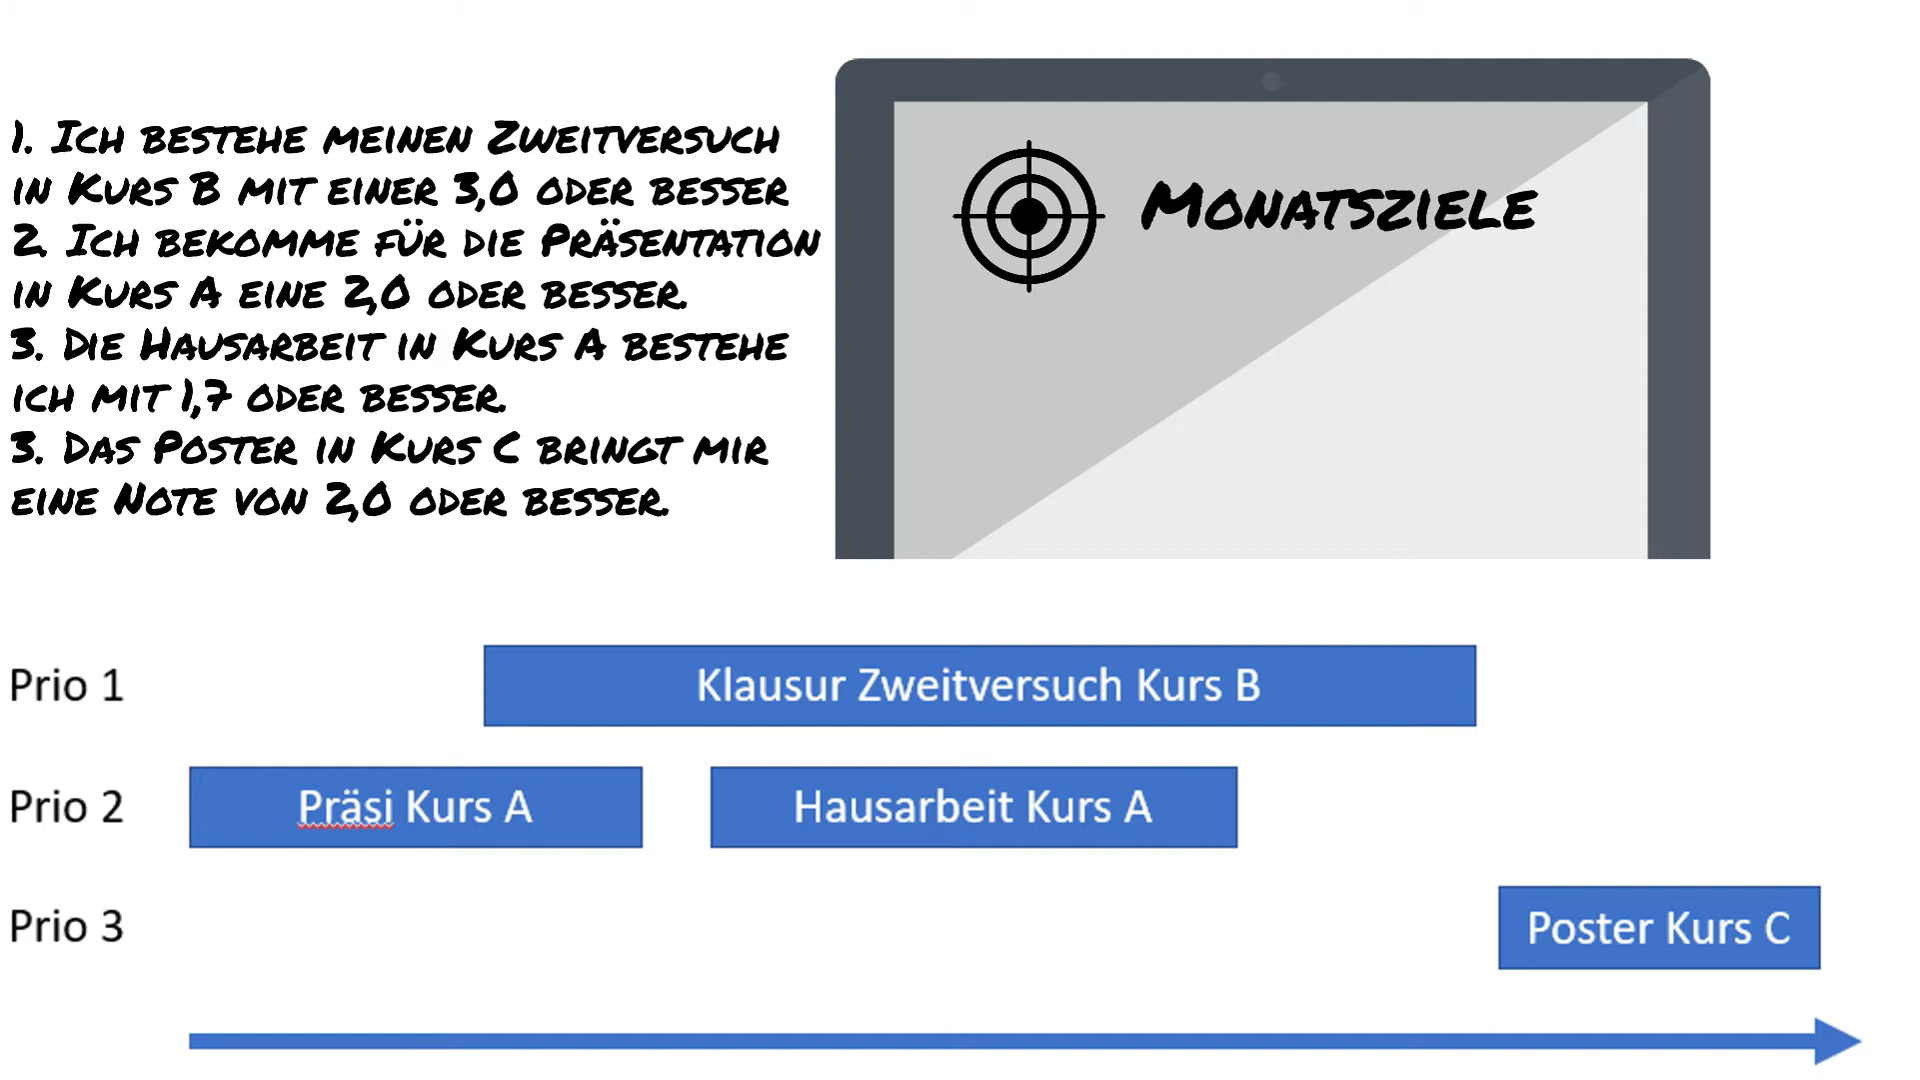 1. Ich bestehe meinen Zweitversuch
in Kurs B mit einer 3,0 oder besser
2. Ich bekomme für die Präsentation
in Kurs A eine 2,0 oder besser.
3. Die Hausarbeit in Kurs A bestehe
ich mit 1,7 oder besser.
3. Das Poster in Kurs C bringt mir
eine Note von 2,0 oder besser.
Monatsziele
Prio 1
Klausur Zweitversuch Kurs B
Prio 2
Präsi Kurs A
Hausarbeit Kurs A
Prio 3
Poster Kurs C